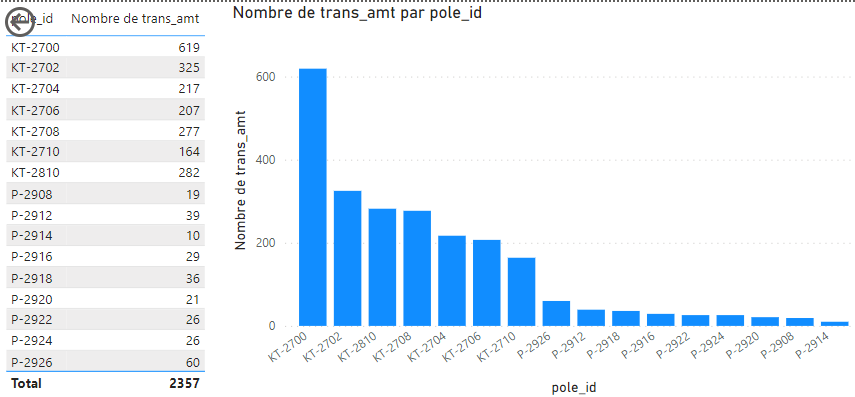 pole_id Nombre de trans_amt
KT-2700 619
KT-2702 325
KT-2704 217
KT-2706 207
KT-2708 277
KT-2710 164
KT-2810 282
P-2908 19
P-2912 39
P-2914 10
P-2916 29
P-2918 36
P-2920 21
P-2922 26
P-2924 26
P-2926 60
Total 2357
Nombre de trans_amt par pole_id
Nombre de trans_amt
600
400
200
0
KT-2700 KT-2702 KT-2810 KT-2708 KT-2704 KT-2706 KT-2710 P-2926 P-2912 P-2918 P-2916 P-2922 P-2924 P-2920 P-2908 P-2914
pole_id